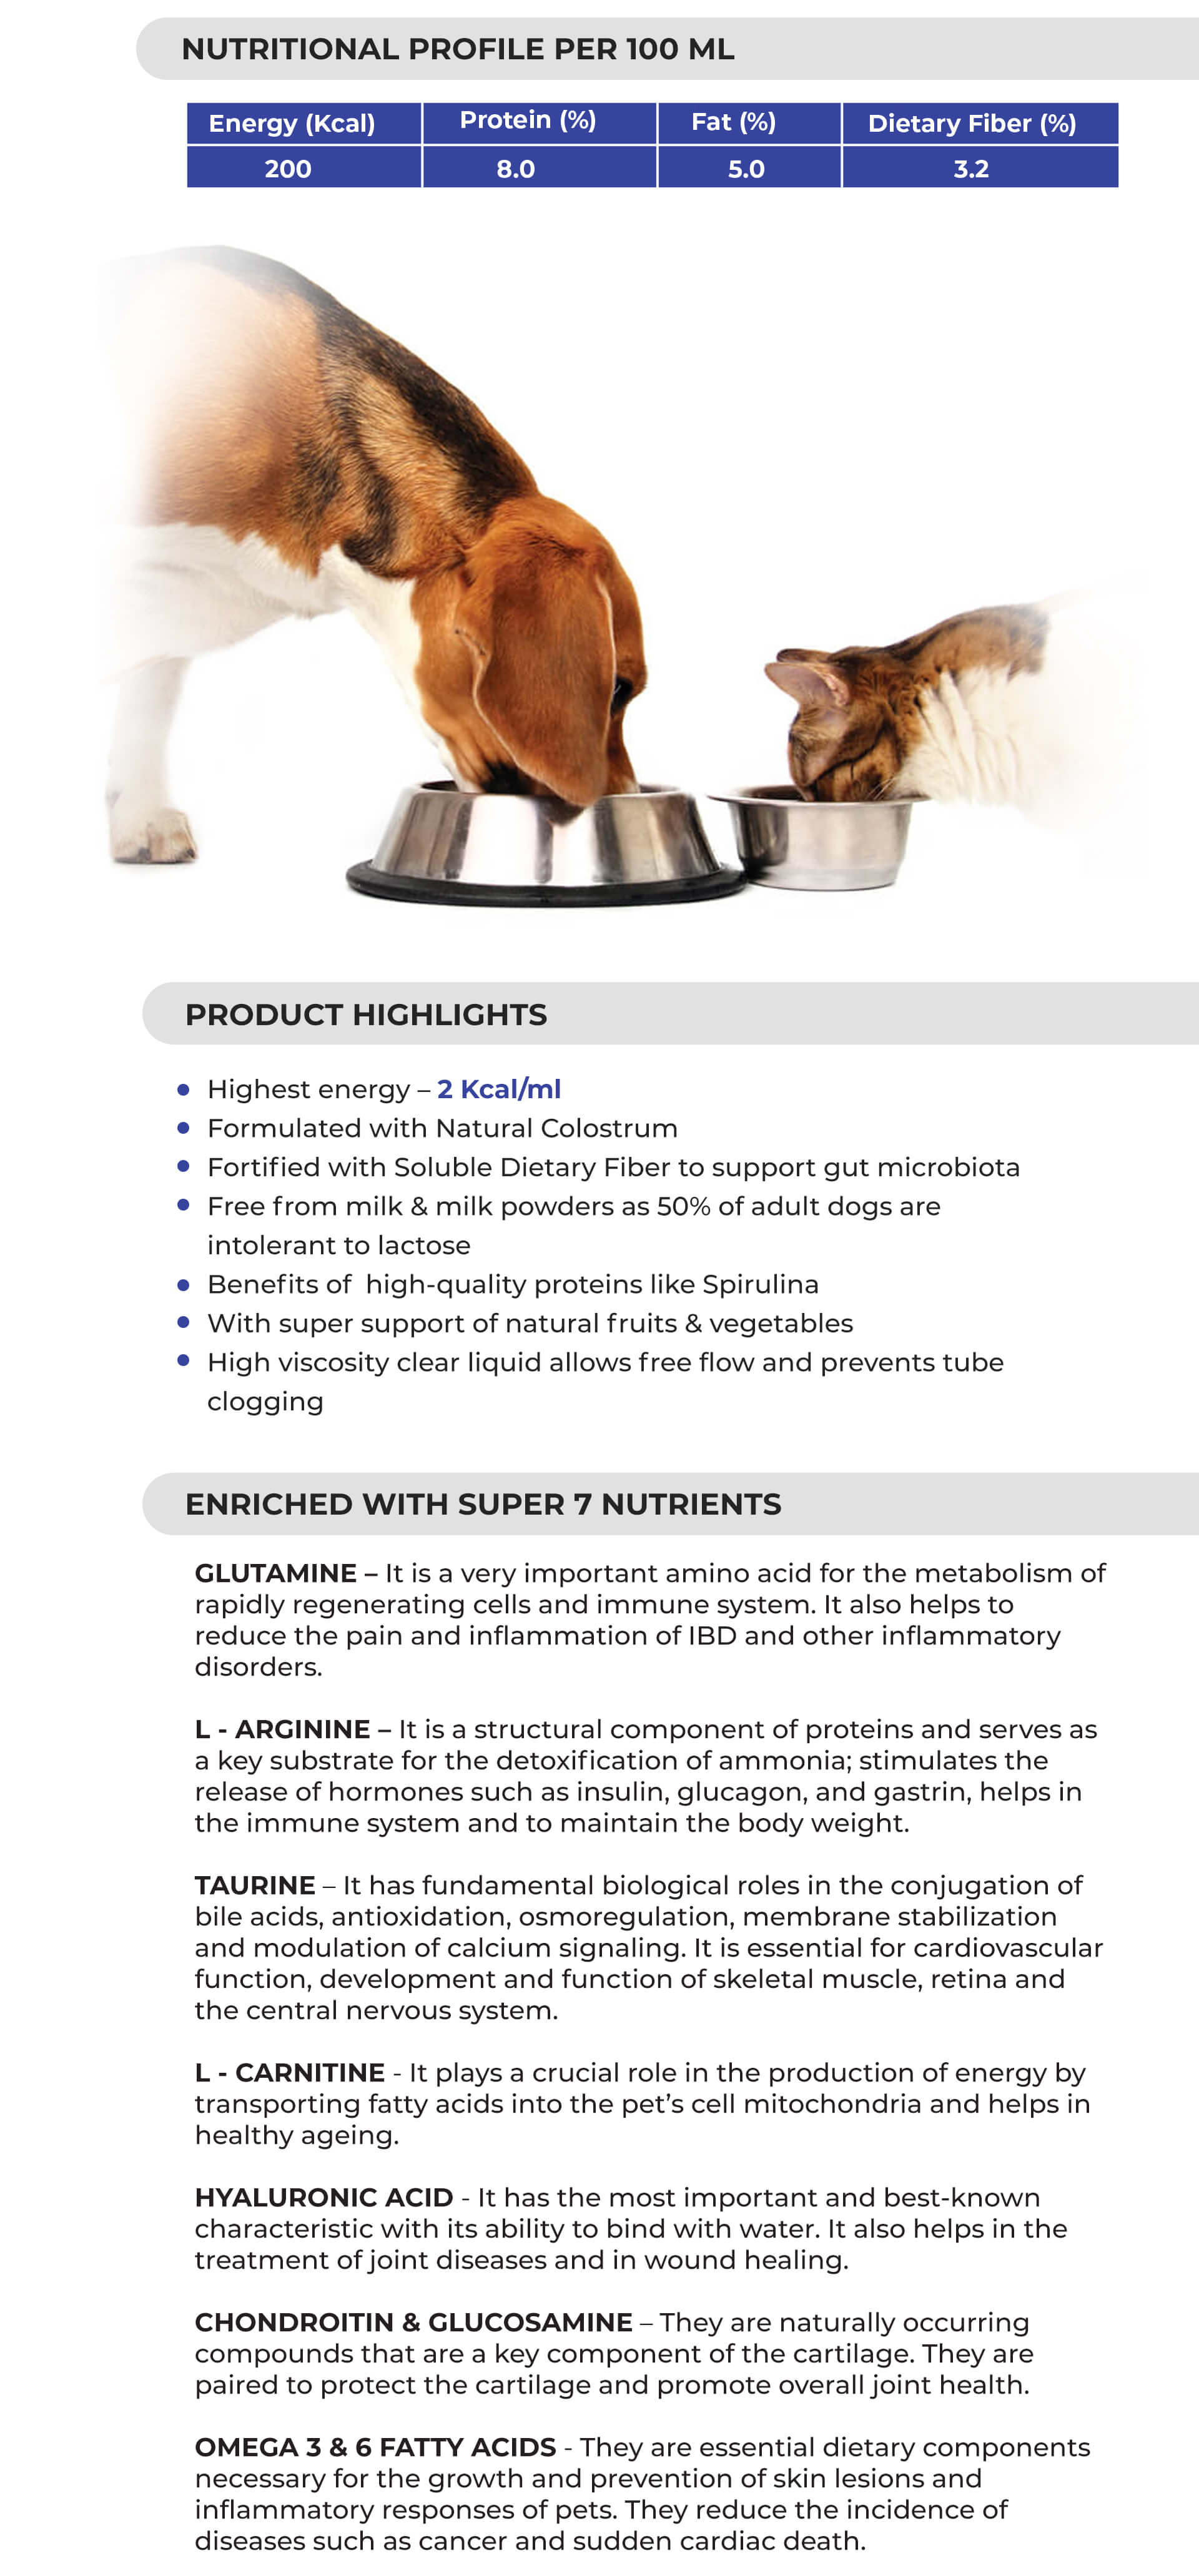 NUTRITIONAL PROFILE PER 100 ML
Energy (Kcal) Protein (%) Fat (%) Dietary Fiber (%)
200 8.0 5.0 3.2
PRODUCT HIGHLIGHTS
• Highest energy – 2 Kcal/ml
• Formulated with Natural Colostrum
• Fortified with Soluble Dietary Fiber to support gut microbiota
• Free from milk & milk powders as 50% of adult dogs are
intolerant to lactose
• Benefits of high-quality proteins like Spirulina
• With super support of natural fruits & vegetables
• High viscosity clear liquid allows free flow and prevents tube
clogging
ENRICHED WITH SUPER 7 NUTRIENTS
GLUTAMINE – It is a very important amino acid for the metabolism of
rapidly regenerating cells and immune system. It also helps to
reduce the pain and inflammation of IBD and other inflammatory
disorders.
L - ARGININE – It is a structural component of proteins and serves as
a key substrate for the detoxification of ammonia; stimulates the
release of hormones such as insulin, glucagon, and gastrin, helps in
the immune system and to maintain the body weight.
TAURINE – It has fundamental biological roles in the conjugation of
bile acids, antioxidation, osmoregulation, membrane stabilization
and modulation of calcium signaling. It is essential for cardiovascular
function, development and function of skeletal muscle, retina and
the central nervous system.
L - CARNITINE - It plays a crucial role in the production of energy by
transporting fatty acids into the pet’s cell mitochondria and helps in
healthy ageing.
HYALURONIC ACID - It has the most important and best-known
characteristic with its ability to bind with water. It also helps in the
treatment of joint diseases and in wound healing.
CHONDROITIN & GLUCOSAMINE – They are naturally occurring
compounds that are a key component of the cartilage. They are
paired to protect the cartilage and promote overall joint health.
OMEGA 3 & 6 FATTY ACIDS - They are essential dietary components
necessary for the growth and prevention of skin lesions and
inflammatory responses of pets. They reduce the incidence of
diseases such as cancer and sudden cardiac death.